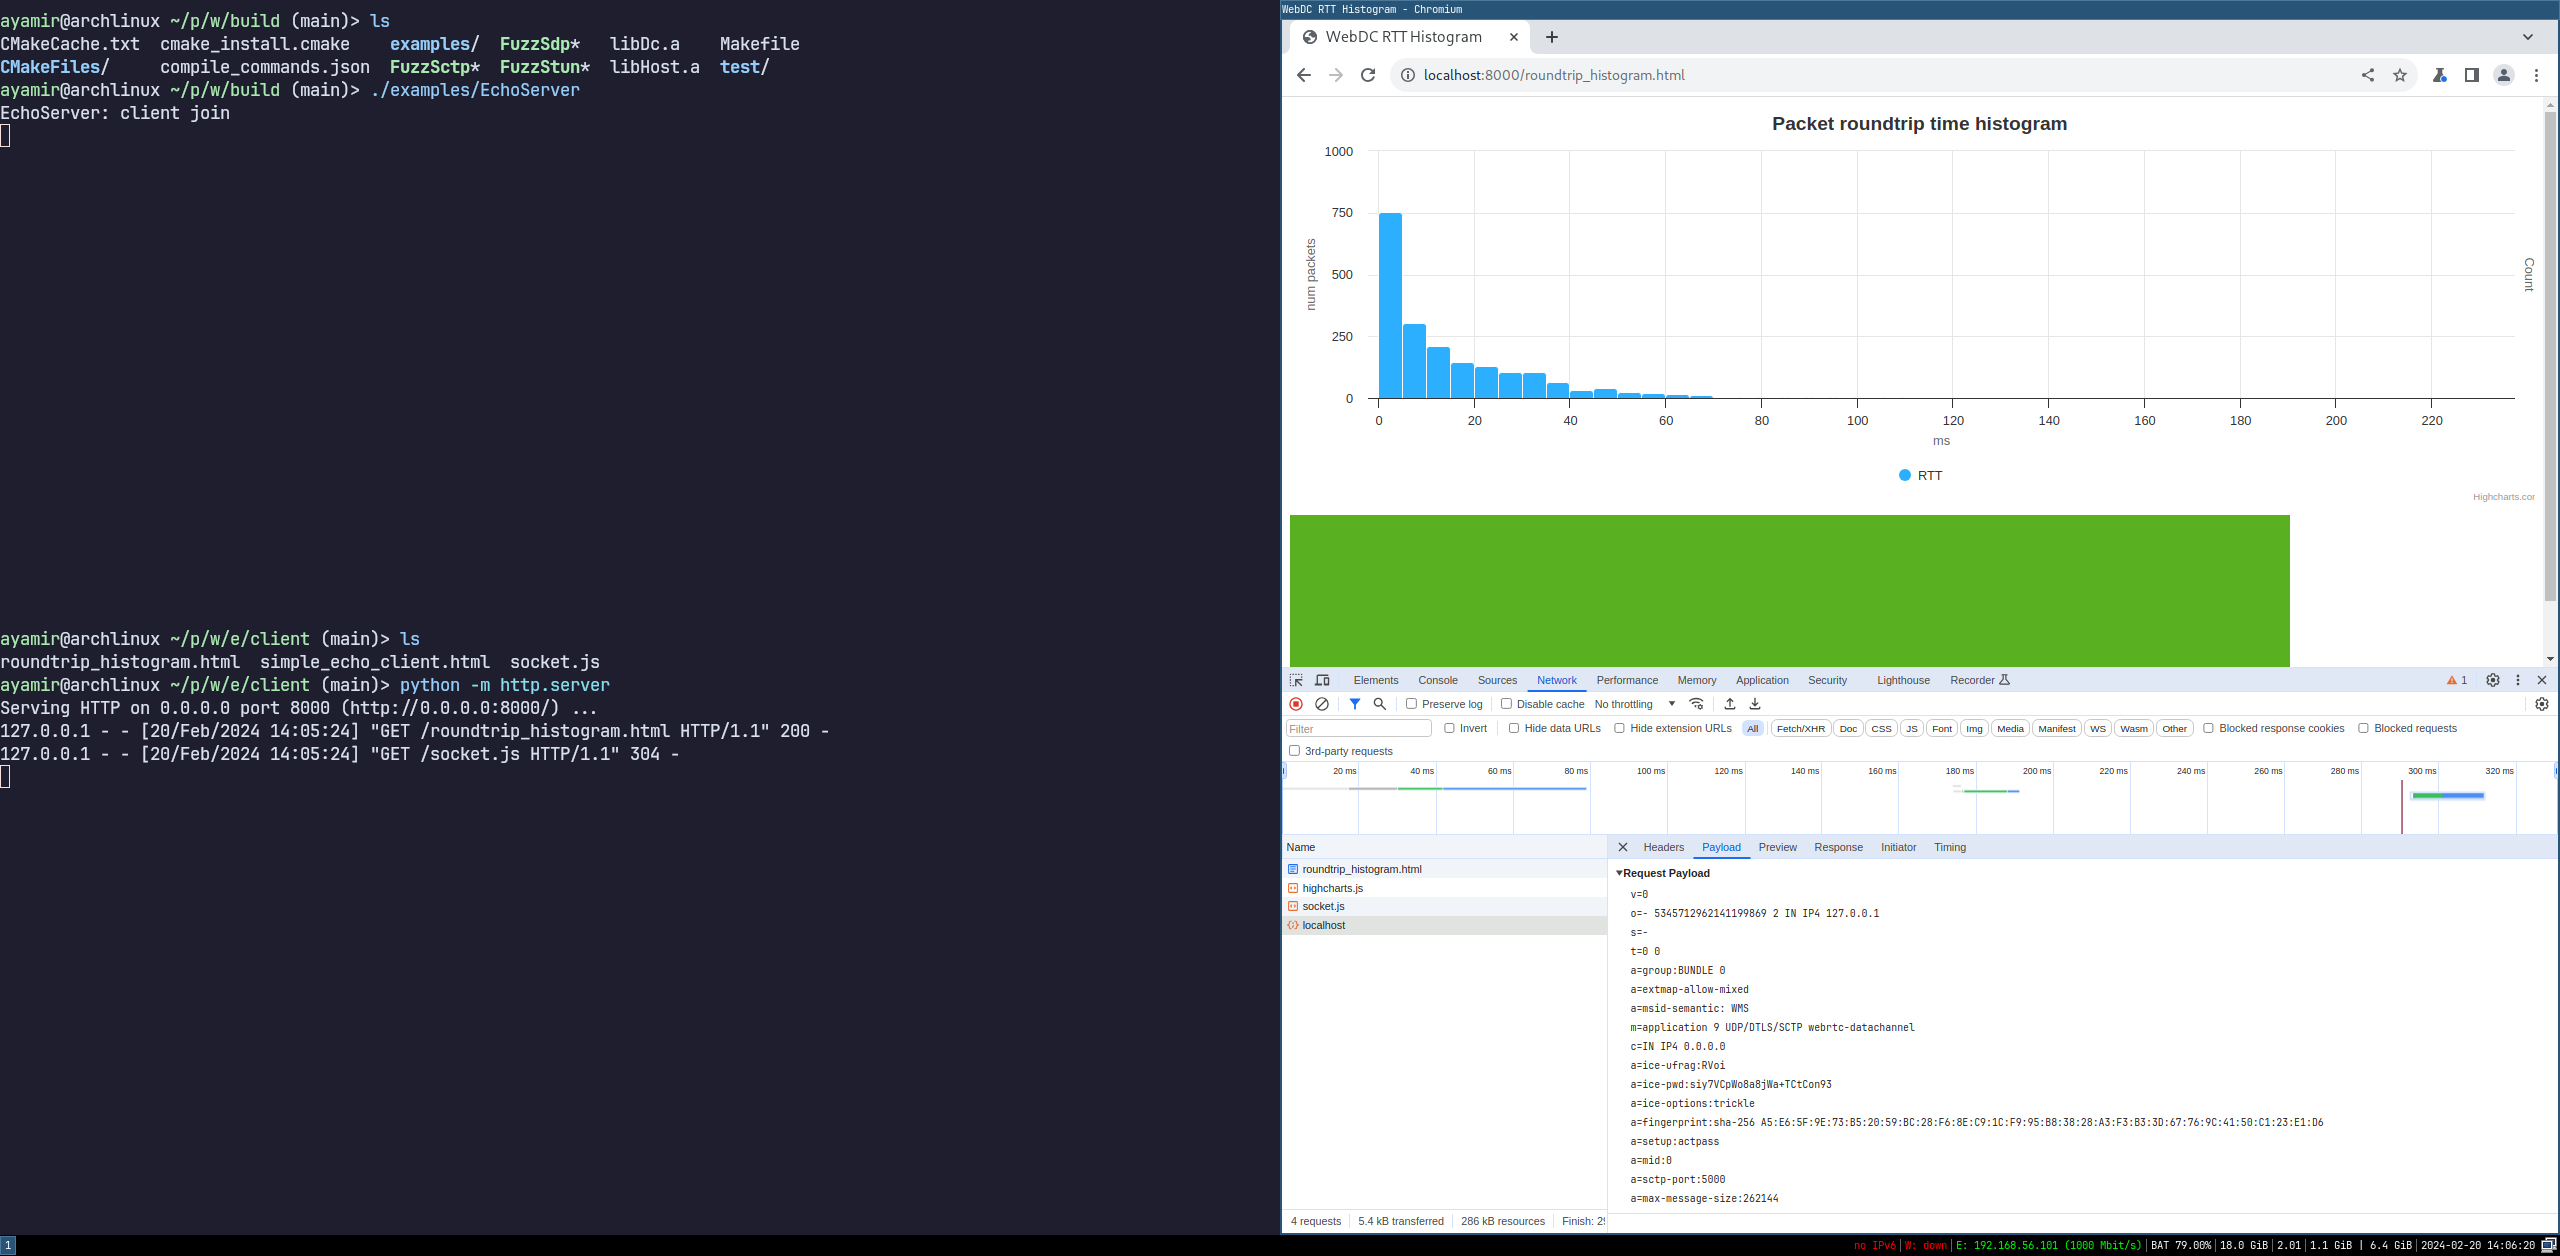 ayamir@archlinux ~/p/w/build (main)> ls
CMakeCache.txt  cmake_install.cmake    examples/  FuzzSdp*   libDc.a    Makefile
CMakeFiles/     compile_commands.json  FuzzSctp*  FuzzStun*  libHost.a  test/
ayamir@archlinux ~/p/w/build (main)> ./examples/EchoServer
EchoServer: client join
ayamir@archlinux ~/p/w/e/client (main)> ls
roundtrip_histogram.html  simple_echo_client.html  socket.js
ayamir@archlinux ~/p/w/e/client (main)> python -m http.server
Serving HTTP on 0.0.0.0 port 8000 (http://0.0.0.0:8000/) ...
127.0.0.1 - - [20/Feb/2024 14:05:24] "GET /roundtrip_histogram.html HTTP/1.1" 200 -
127.0.0.1 - - [20/Feb/2024 14:05:24] "GET /socket.js HTTP/1.1" 304 -
WebDC RTT Histogram - Chromium
WebDC RTT Histogram
localhost:8000/roundtrip_histogram.html
Packet roundtrip time histogram
1000
750
500
250
0
num packets
Count
0 20 40 60 80 100 120 140 160 180 200 220
ms
RTT
Highcharts.cor
Elements Console Sources Network Performance Memory Application Security Lighthouse Recorder 1
Preserve log Disable cache No throttling
Filter Invert Hide data URLs Hide extension URLs All Fetch/XHR Doc CSS JS Font Img Media Manifest WS Wasm Other Blocked response cookies Blocked requests
3rd-party requests
20 ms 40 ms 60 ms 80 ms 100 ms 120 ms 140 ms 160 ms 180 ms 200 ms 220 ms 240 ms 260 ms 280 ms 300 ms 320 ms
Name
roundtrip_histogram.html
highcharts.js
socket.js
localhost
Headers Payload Preview Response Initiator Timing
Request Payload
v=0
o=- 5345712962141199869 2 IN IP4 127.0.0.1
s=-
t=0 0
a=group:BUNDLE 0
a=extmap-allow-mixed
a=msid-semantic: WMS
m=application 9 UDP/DTLS/SCTP webrtc-datachannel
c=IN IP4 0.0.0.0
a=ice-ufrag:RVoi
a=ice-pwd:siy7VCpWo8a8jWa+TCtCon93
a=ice-options:trickle
a=fingerprint:sha-256 A5:E6:5F:9E:73:B5:20:59:BC:28:F6:8E:C9:1C:F9:95:B8:38:28:A3:F3:B3:3D:67:76:9C:41:50:C1:23:E1:D6
a=setup:actpass
a=mid:0
a=sctp-port:5000
a=max-message-size:262144
4 requests 5.4 kB transferred 286 kB resources Finish: 29
1
no IPv6 | W: down | E: 192.168.56.101 (1000 Mbit/s) | BAT 79.00% | 18.0 GiB | 2.01 | 1.1 GiB | 6.4 GiB | 2024-02-20 14:06:20